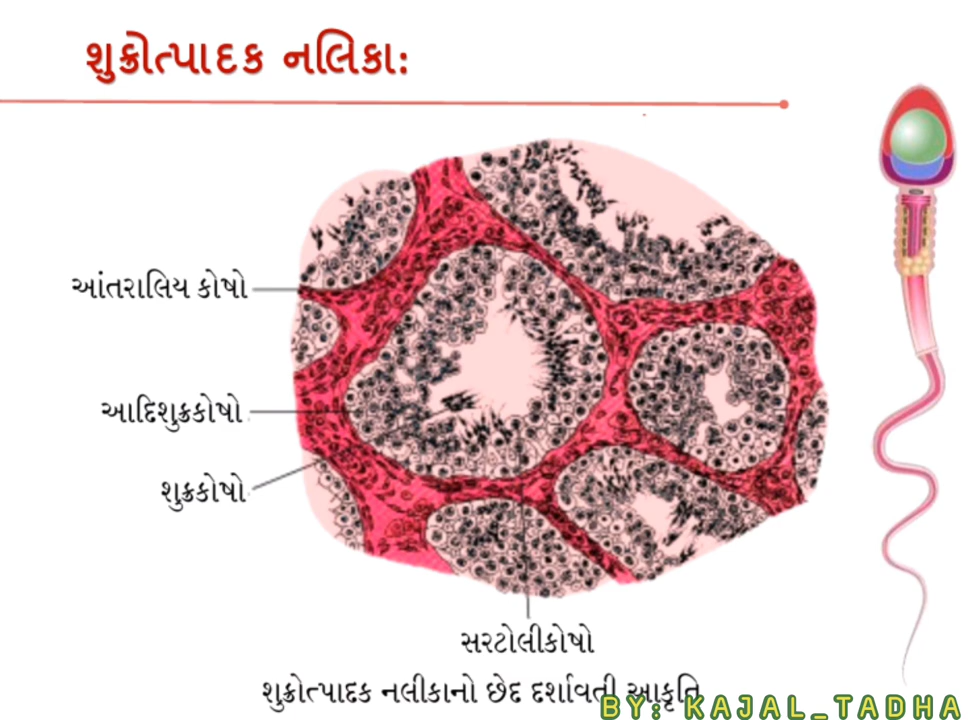 શુક્રોત્પાદક નલિકા:
આંતરાલિય કોષો
આદિશુક્રકોષો
શુક્રકોષો
સરટોલીકોષો
શુક્રોત્પાદક નલીકાનો છેદ દર્શાવતી આકૃતિ
BY: KAJAL_TADHA